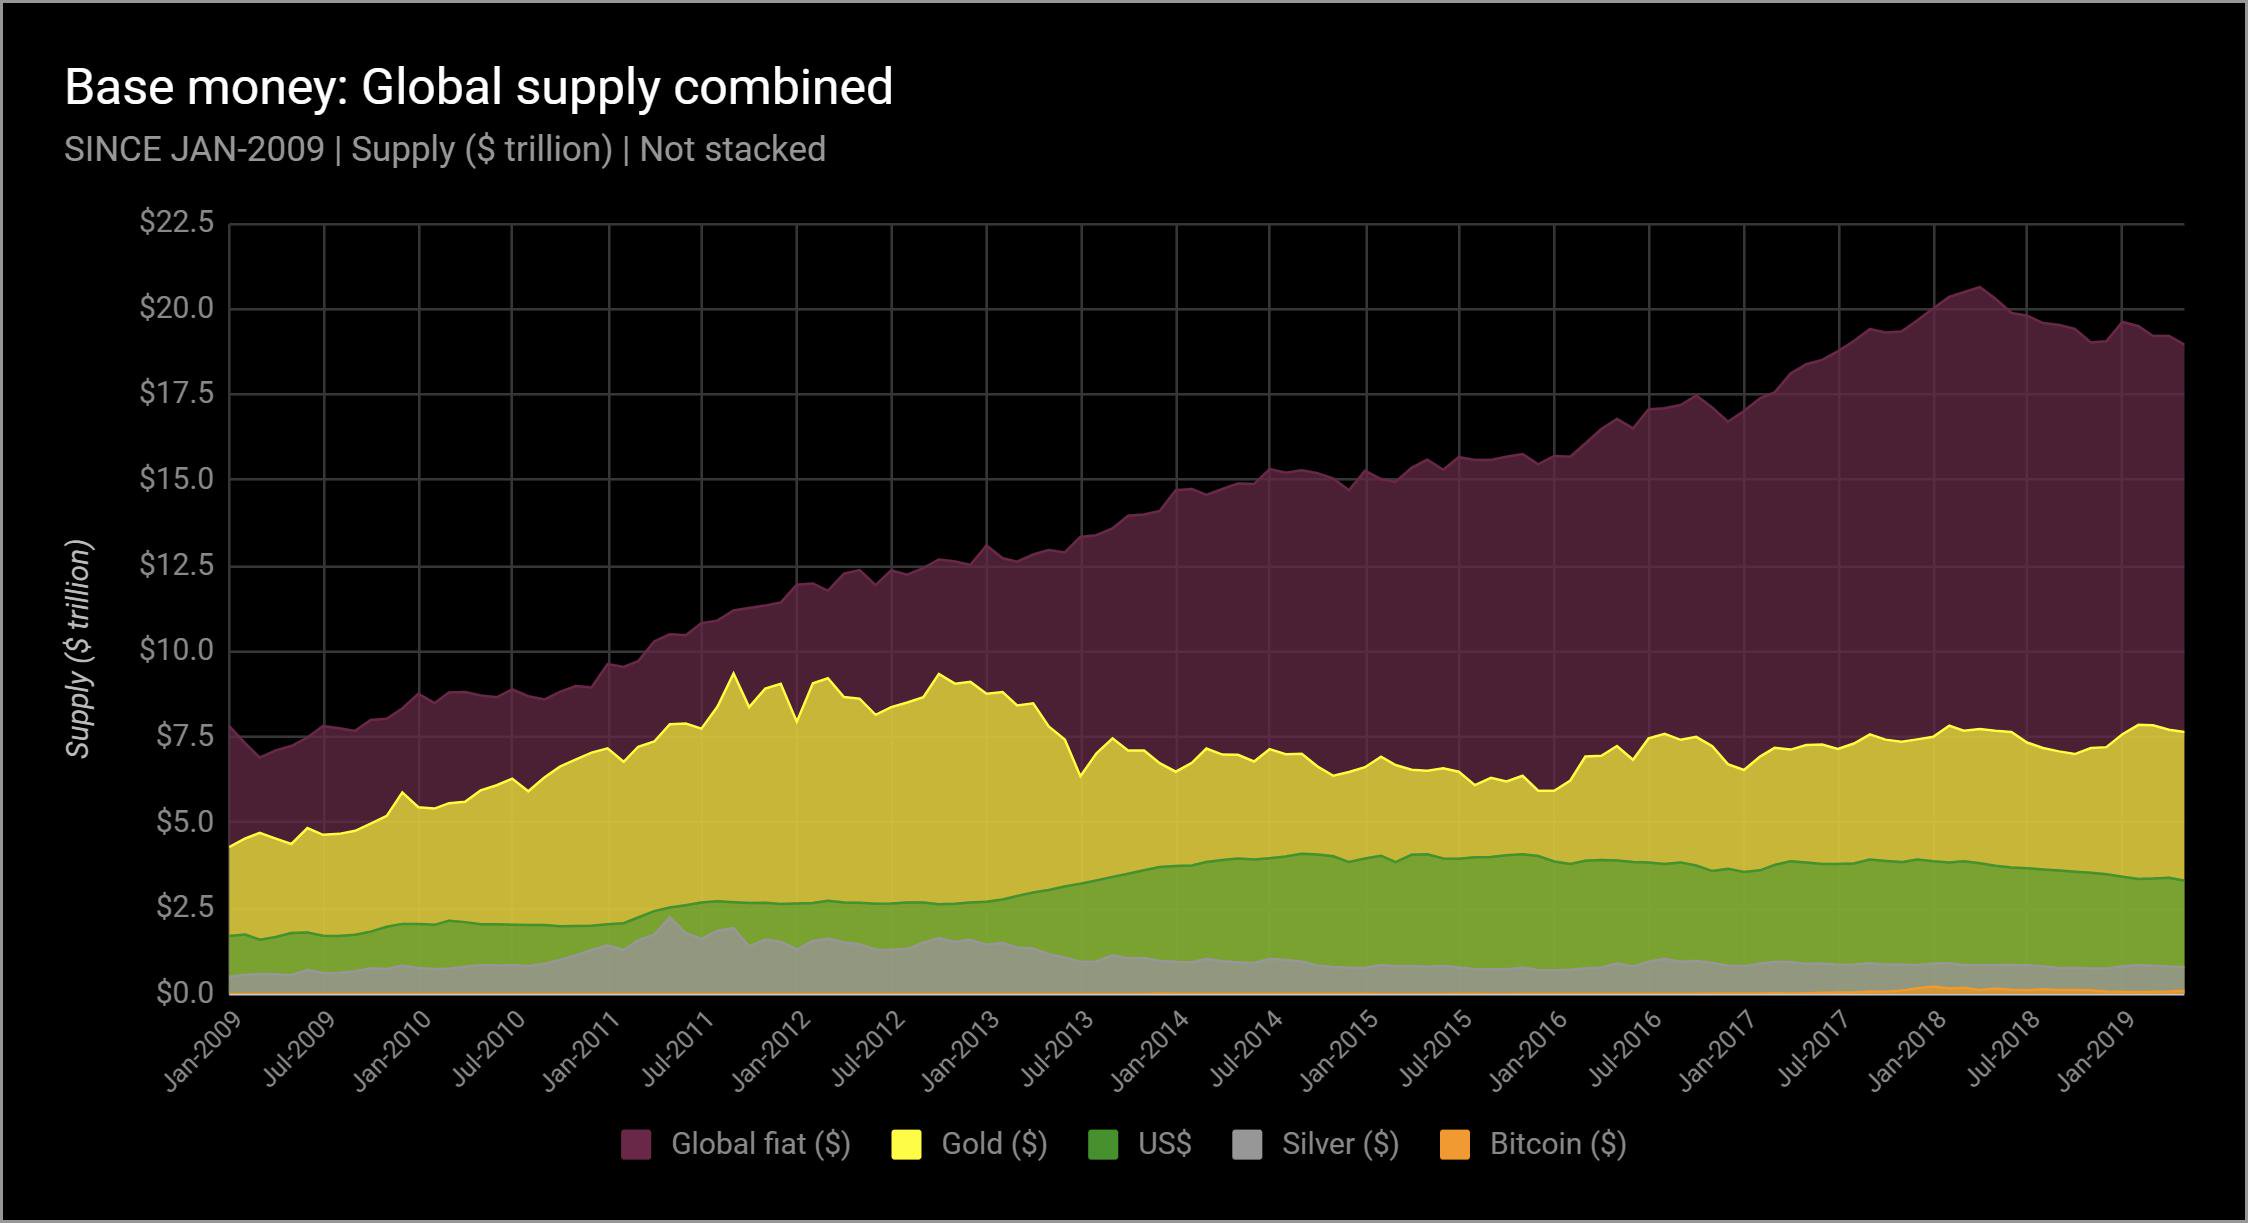 Base money: Global supply combined
SINCE JAN-2009 | Supply ($ trillion) | Not stacked
Supply ($ trillion)
$22.5
$20.0
$17.5
$15.0
$12.5
$10.0
$7.5
$5.0
$2.5
$0.0
Jan-2009
Jul-2009
Jan-2010
Jul-2010
Jan-2011
Jul-2011
Jan-2012
Jul-2012
Jan-2013
Jul-2013
Jan-2014
Jul-2014
Jan-2015
Jul-2015
Jan-2016
Jul-2016
Jan-2017
Jul-2017
Jan-2018
Jul-2018
Jan-2019
Global fiat ($)
Gold ($)
US$
Silver ($)
Bitcoin ($)